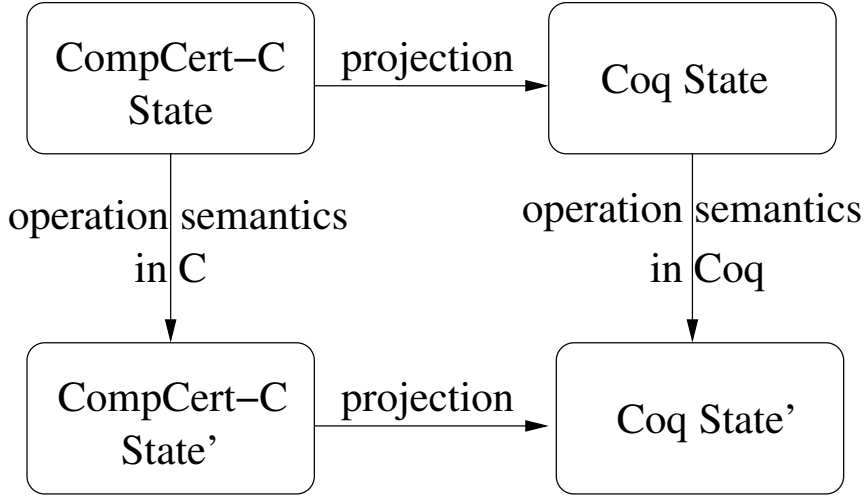 CompCert−C
State
projection
Coq State
operation semantics
in C
operation semantics
in Coq
CompCert−C
State’
projection
Coq State’